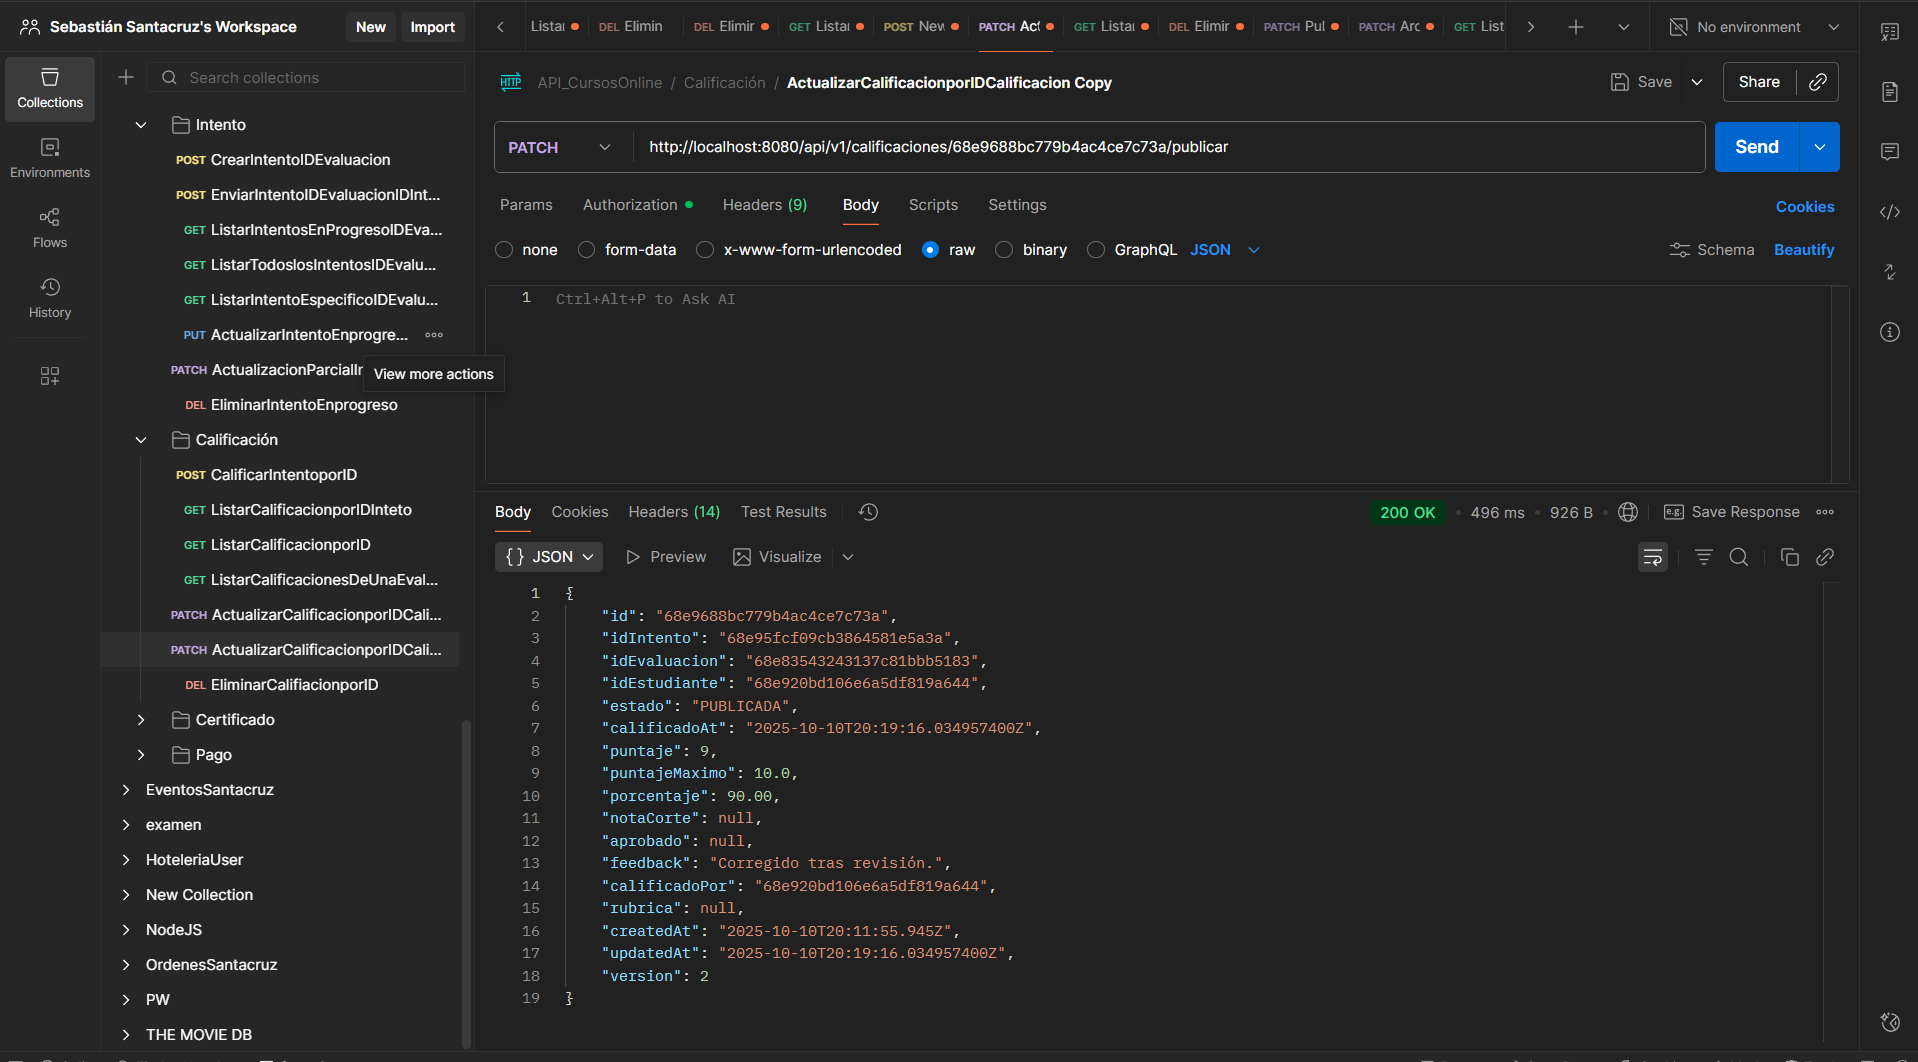 Sebastián Santacruz's Workspace
New
Import
Listar
DEL Elimin
DEL Elimir
GET Listar
POST New
PATCH Act
GET Listar
DEL Elimir
PATCH Pul
PATCH Arc
GET List
No environment
Collections
Environments
Flows
History
Search collections
Intento
POST CrearIntentoIDEvaluacion
POST EnviarIntentoIDEvaluacionIDInt...
GET ListarIntentosEnProgresoIDEva...
GET ListarTodoslosIntentosIDEvalu...
GET ListarIntentoEspecificoIDEvalu...
PUT ActualizarIntentoEnprogre...
PATCH ActualizacionParcialIn
View more actions
DEL EliminarIntentoEnprogreso
Calificación
POST CalificarIntentoporID
GET ListarCalificacionporIDInteto
GET ListarCalificacionporID
GET ListarCalificacionesDeUnaEval...
PATCH ActualizarCalificacionporIDCali...
PATCH ActualizarCalificacionporIDCali...
DEL EliminarCalifiacionporID
Certificado
Pago
EventosSantacruz
examen
HoteleriaUser
New Collection
NodeJS
OrdenesSantacruz
PW
THE MOVIE DB
HTTP API_CursosOnline / Calificación / ActualizarCalificacionporIDCalificacion Copy
Save
Share
PATCH
http://localhost:8080/api/v1/calificaciones/68e9688bc779b4ac4ce7c73a/publicar
Send
Params
Authorization
Headers (9)
Body
Scripts
Settings
Cookies
none
form-data
x-www-form-urlencoded
raw
binary
GraphQL
JSON
Schema
Beautify
1 Ctrl+Alt+P to Ask AI
Body
Cookies
Headers (14)
Test Results
200 OK
496 ms
926 B
e.g. Save Response
{} JSON
Preview
Visualize
1 {
2 "id": "68e9688bc779b4ac4ce7c73a",
3 "idIntento": "68e95fcf09cb3864581e5a3a",
4 "idEvaluacion": "68e83543243137c81bbb5183",
5 "idEstudiante": "68e920bd106e6a5df819a644",
6 "estado": "PUBLICADA",
7 "calificadoAt": "2025-10-10T20:19:16.034957400Z",
8 "puntaje": 9,
9 "puntajeMaximo": 10.0,
10 "porcentaje": 90.00,
11 "notaCorte": null,
12 "aprobado": null,
13 "feedback": "Corregido tras revisión.",
14 "calificadoPor": "68e920bd106e6a5df819a644",
15 "rubrica": null,
16 "createdAt": "2025-10-10T20:11:55.945Z",
17 "updatedAt": "2025-10-10T20:19:16.034957400Z",
18 "version": 2
19 }